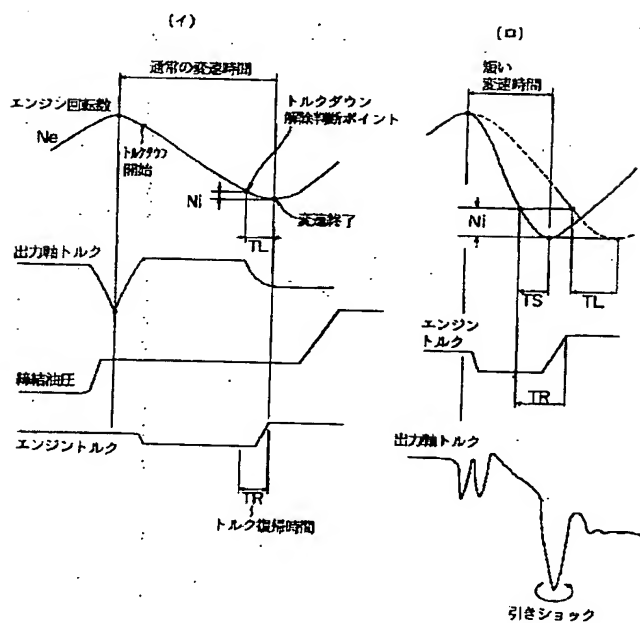 (イ)
通常の変速時間
エンジン回転数
Ne
トルクダウン
開始
トルクダウン
解除判断ポイント
Ni
変速終了
TL
出力軸トルク
締結油圧
エンジントルク
TR
トルク復帰時間
(ロ)
短い
変速時間
Ni
TS
TL
エンジン
トルク
TR
出力軸トルク
引きショック